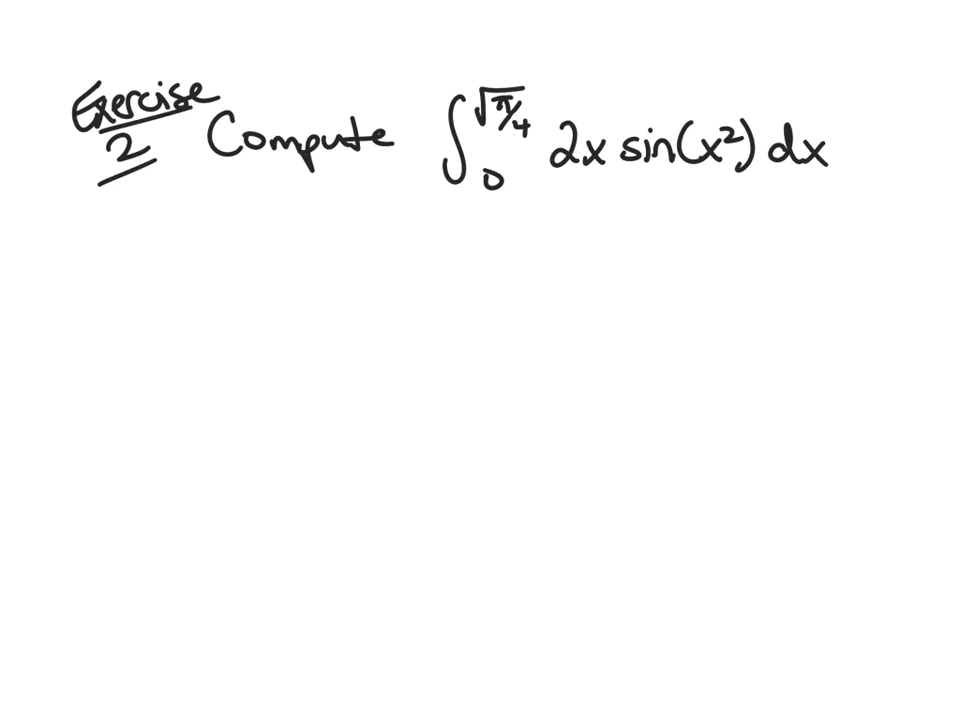 Exercise 2 Compute ∫₀^√(π/4) 2x sin(x²) dx